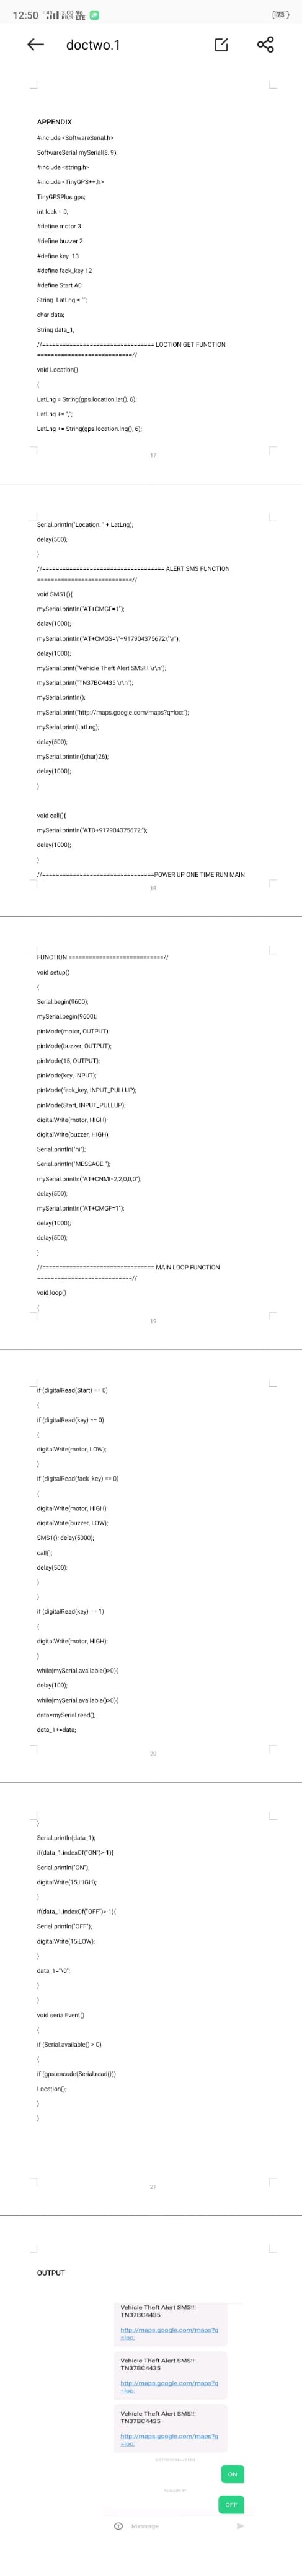 12:50
4G
3.00 KB/S
Vo LTE
73
doctwo.1
APPENDIX
#include <SoftwareSerial.h>
SoftwareSerial mySerial(8, 9);
#include <string.h>
#include <TinyGPS++.h>
TinyGPSPlus gps;
int lock = 0;
#define motor 3
#define buzzer 2
#define key  13
#define fack_key 12
#define Start A0
String  LatLng = "";
char data;
String data_1;
//================================ LOCTION GET FUNCTION
============================//
void Location()
{
LatLng = String(gps.location.lat(), 6);
LatLng += ",";
LatLng += String(gps.location.lng(), 6);
17
Serial.println("Location: " + LatLng);
delay(500);
}
//=================================== ALERT SMS FUNCTION
============================//
void SMS1(){
mySerial.println("AT+CMGF=1");
delay(1000);
mySerial.println("AT+CMGS=\"+917904375672\"\r");
delay(1000);
mySerial.print("Vehicle Theft Alert SMS!!! \r\n");
mySerial.print("TN37BC4435 \r\n");
mySerial.println();
mySerial.print("http://maps.google.com/maps?q=loc:");
mySerial.print(LatLng);
delay(500);
mySerial.println((char)26);
delay(1000);
}
void call(){
mySerial.println("ATD+917904375672;");
delay(1000);
}
//================================POWER UP ONE TIME RUN MAIN
18
FUNCTION ============================//
void setup()
{
Serial.begin(9600);
mySerial.begin(9600);
pinMode(motor, OUTPUT);
pinMode(buzzer, OUTPUT);
pinMode(15, OUTPUT);
pinMode(key, INPUT);
pinMode(fack_key, INPUT_PULLUP);
pinMode(Start, INPUT_PULLUP);
digitalWrite(motor, HIGH);
digitalWrite(buzzer, HIGH);
Serial.println("hi");
Serial.println("MESSAGE ");
mySerial.println("AT+CNMI=2,2,0,0,0");
delay(500);
mySerial.println("AT+CMGF=1");
delay(1000);
delay(500);
}
//================================ MAIN LOOP FUNCTION
============================//
void loop()
{
19
if (digitalRead(Start) == 0)
{
if (digitalRead(key) == 0)
{
digitalWrite(motor, LOW);
}
if (digitalRead(fack_key) == 0)
{
digitalWrite(motor, HIGH);
digitalWrite(buzzer, LOW);
SMS1(); delay(5000);
call();
delay(500);
}
}
if (digitalRead(key) == 1)
{
digitalWrite(motor, HIGH);
}
while(mySerial.available()>0){
delay(100);
while(mySerial.available()>0){
data=mySerial.read();
data_1+=data;
20
}
Serial.println(data_1);
if(data_1.indexOf("ON")>-1){
Serial.println("ON");
digitalWrite(15,HIGH);
}
if(data_1.indexOf("OFF")>-1){
Serial.println("OFF");
digitalWrite(15,LOW);
}
data_1="\0";
}
}
void serialEvent()
{
if (Serial.available() > 0)
{
if (gps.encode(Serial.read()))
Location();
}
}
21
OUTPUT
Vehicle Theft Alert SMS!!!
TN37BC4435
http://maps.google.com/maps?q
=loc:
Vehicle Theft Alert SMS!!!
TN37BC4435
http://maps.google.com/maps?q
=loc:
Vehicle Theft Alert SMS!!!
TN37BC4435
http://maps.google.com/maps?q
=loc:
ON
OFF
Message